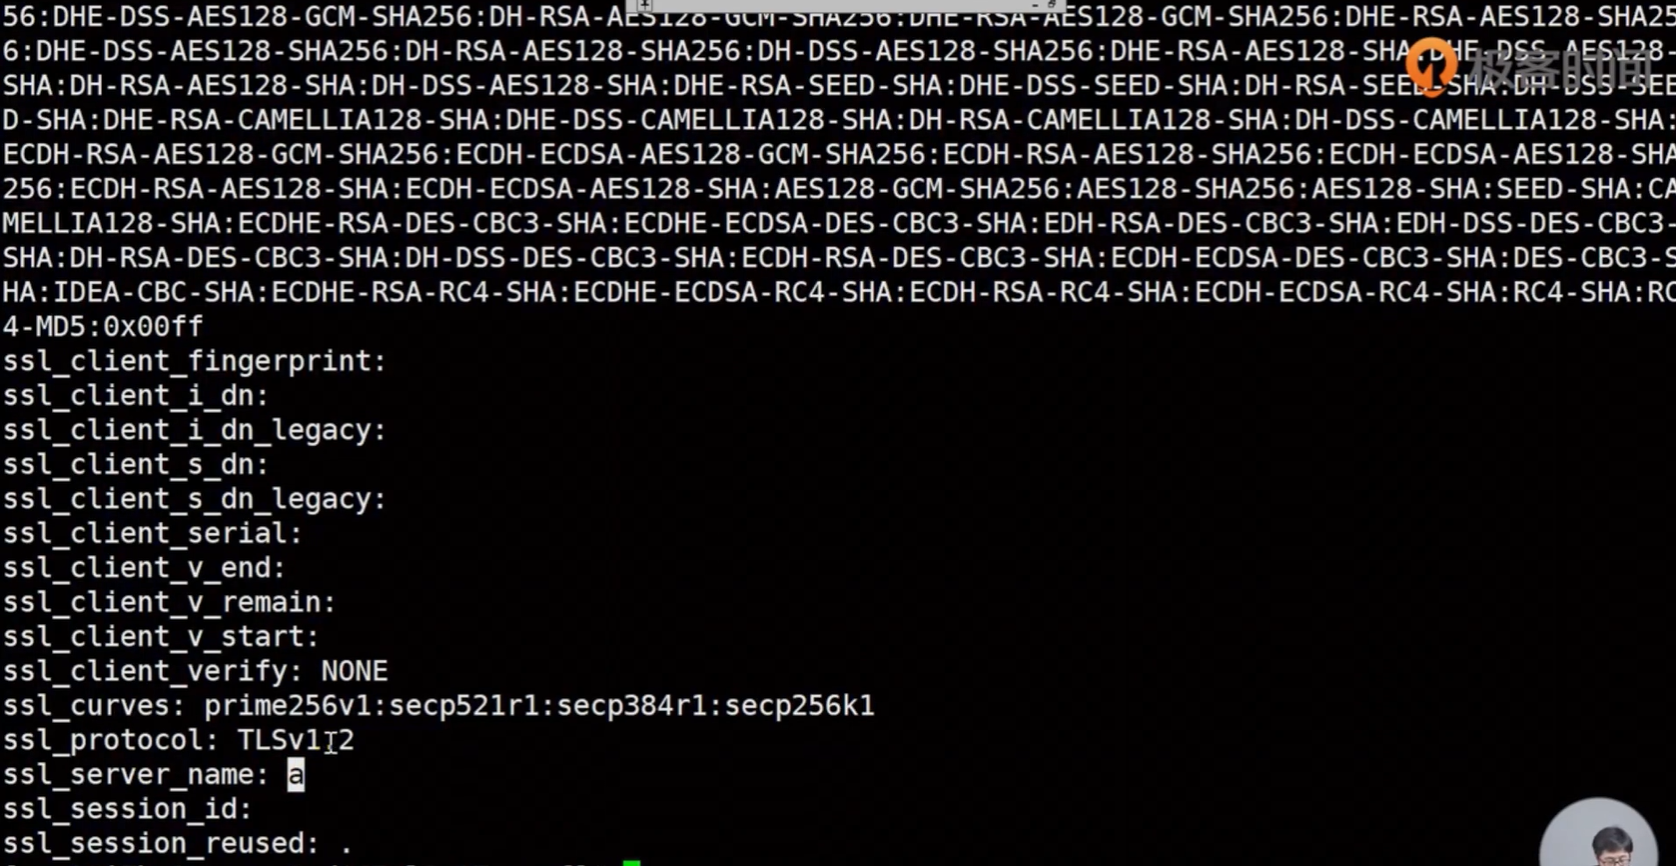 56:DHE-DSS-AES128-GCM-SHA256:DH-RSA-AES128-GCM-SHA256:DHE-RSA-AES128-GCM-SHA256:DHE-RSA-AES128-SHA25
6:DHE-DSS-AES128-SHA256:DH-RSA-AES128-SHA256:DH-DSS-AES128-SHA256:DHE-RSA-AES128-SHA:DHE-DSS-AES128-
极客时间
SHA:DH-RSA-AES128-SHA:DH-DSS-AES128-SHA:DHE-RSA-SEED-SHA:DHE-DSS-SEED-SHA:DH-RSA-SEED-SHA:DH-DSS-SEE
D-SHA:DHE-RSA-CAMELLIA128-SHA:DHE-DSS-CAMELLIA128-SHA:DH-RSA-CAMELLIA128-SHA:DH-DSS-CAMELLIA128-SHA:
ECDH-RSA-AES128-GCM-SHA256:ECDH-ECDSA-AES128-GCM-SHA256:ECDH-RSA-AES128-SHA256:ECDH-ECDSA-AES128-SHA
256:ECDH-RSA-AES128-SHA:ECDH-ECDSA-AES128-SHA:AES128-GCM-SHA256:AES128-SHA256:AES128-SHA:SEED-SHA:CA
MELLIA128-SHA:ECDHE-RSA-DES-CBC3-SHA:ECDHE-ECDSA-DES-CBC3-SHA:EDH-RSA-DES-CBC3-SHA:EDH-DSS-DES-CBC3-
SHA:DH-RSA-DES-CBC3-SHA:DH-DSS-DES-CBC3-SHA:ECDH-RSA-DES-CBC3-SHA:ECDH-ECDSA-DES-CBC3-SHA:DES-CBC3-S
HA:IDEA-CBC-SHA:ECDHE-RSA-RC4-SHA:ECDHE-ECDSA-RC4-SHA:ECDH-RSA-RC4-SHA:ECDH-ECDSA-RC4-SHA:RC4-SHA:RC
4-MD5:0x00ff
ssl_client_fingerprint:
ssl_client_i_dn:
ssl_client_i_dn_legacy:
ssl_client_s_dn:
ssl_client_s_dn_legacy:
ssl_client_serial:
ssl_client_v_end:
ssl_client_v_remain:
ssl_client_v_start:
ssl_client_verify: NONE
ssl_curves: prime256v1:secp521r1:secp384r1:secp256k1
ssl_protocol: TLSv1.2
ssl_server_name: a
ssl_session_id:
ssl_session_reused: .